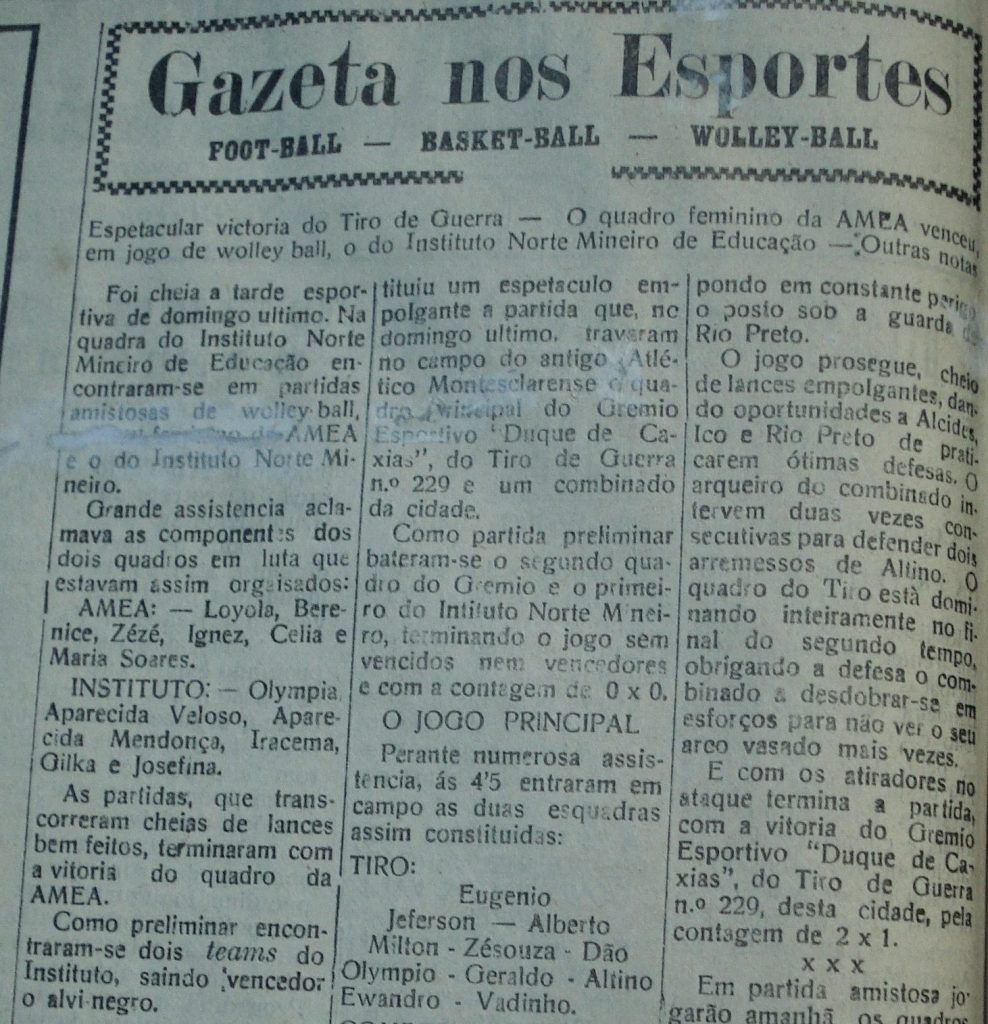 Gazeta nos Esportes
FOOT-BALL — BASKET-BALL — WOLLEY-BALL
Espetacular victoria do Tiro de Guerra — O quadro feminino da AMEA venceu,
em jogo de wolley ball, o do Instituto Norte Mineiro de Educação — Outras notas
Foi cheia a tarde espor-
tiva de domingo ultimo. Na
quadra do Instituto Norte
Mineiro de Educação en-
contraram-se em partidas
amistosas de wolley-ball,
feminino da AMEA
e o do Instituto Norte Mi-
neiro.
Grande assistencia acla-
mava as componentes dos
dois quadros em luta que
estavam assim orgaisados:
AMEA: — Loyola, Bere-
nice, Zézé, Ignez, Celia e
Maria Soares.
INSTITUTO: — Olympia
Aparecida Veloso, Apare-
cida Mendonça, Iracema,
Gilka e Josefina.
As partidas, que trans-
correram cheias de lances
bem feitos, terminaram com
a vitoria do quadro da
AMEA.
Como preliminar encon-
traram-se dois teams do
Instituto, saindo vencedor
o alvi-negro.
tituiu um espetaculo em-
polgante a partida que, no
domingo ultimo, travaram
no campo do antigo Atlé-
tico Montesclarense o qua-
dro principal do Gremio
Esportivo "Duque de Ca-
xias", do Tiro de Guerra
n.º 229 e um combinado
da cidade.
Como partida preliminar
bateram-se o segundo qua-
dro do Gremio e o primei-
ro do Intituto Norte Minei-
ro, terminando o jogo sem
vencidos nem vencedores
e com a contagem de 0 x 0.
O JOGO PRINCIPAL
Perante numerosa assis-
tencia, ás 4'5 entraram em
campo as duas esquadras
assim constituidas:
TIRO:
Eugenio
Jeferson — Alberto
Milton - Zésouza - Dão
Olympio - Geraldo - Altino
Ewandro - Vadinho.
pondo em constante perigo
o posto sob a guarda de
Rio Preto.
O jogo prosegue, cheio
de lances empolgantes, dan-
do oportunidades a Alcides,
Ico e Rio Preto de prati-
carem ótimas defesas. O
arqueiro do combinado in-
tervem duas vezes con-
secutivas para defender dois
arremessos de Altino. O
quadro do Tiro està domi-
nando inteiramente no fi-
nal do segundo tempo,
obrigando a defesa o com-
binado a desdobrar-se em
esforços para não ver o seu
arco vasado mais vezes.
E com os atiradores no
ataque termina a partida,
com a vitoria do Gremio
Esportivo "Duque de Ca-
xias", do Tiro de Guerra
n.º 229, desta cidade, pela
contagem de 2 x 1.
x x x
Em partida amistosa jo-
garão amanhã os quadros